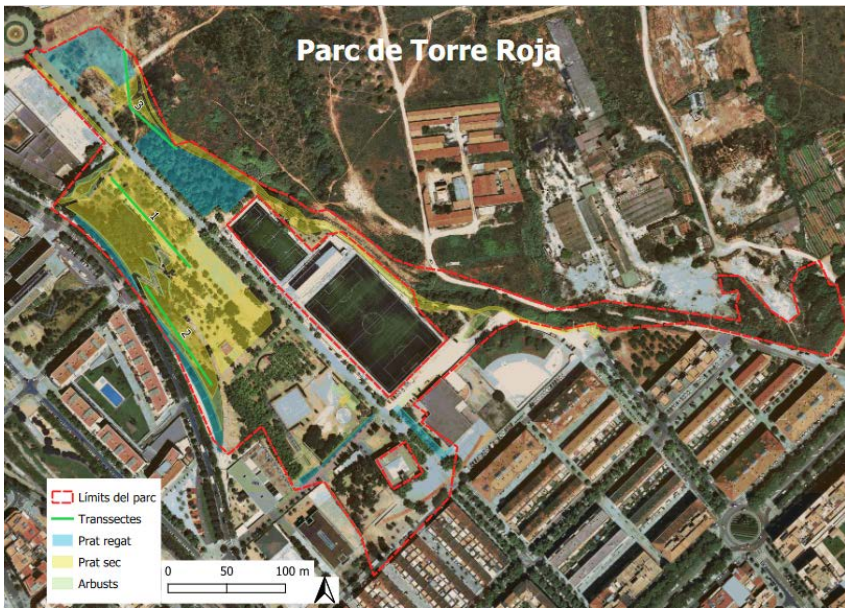 Parc de Torre Roja
3
1
2
Límits del parc
Transsectes
Prat regat
Prat sec
Arbusts
0 50 100 m